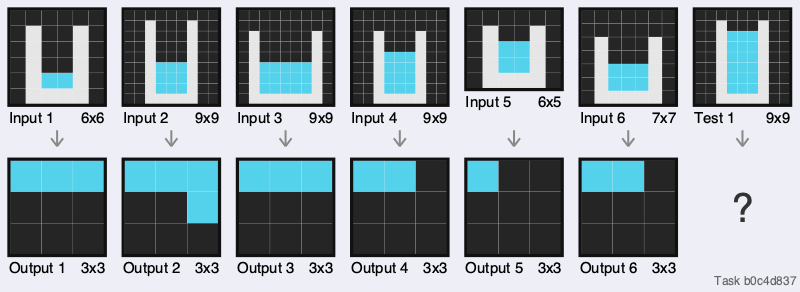 Input 1 6x6
Input 2 9x9
Input 3 9x9
Input 4 9x9
Input 5 6x5
Input 6 7x7
Test 1 9x9
?
Output 1 3x3
Output 2 3x3
Output 3 3x3
Output 4 3x3
Output 5 3x3
Output 6 3x3
Task b0c4d837